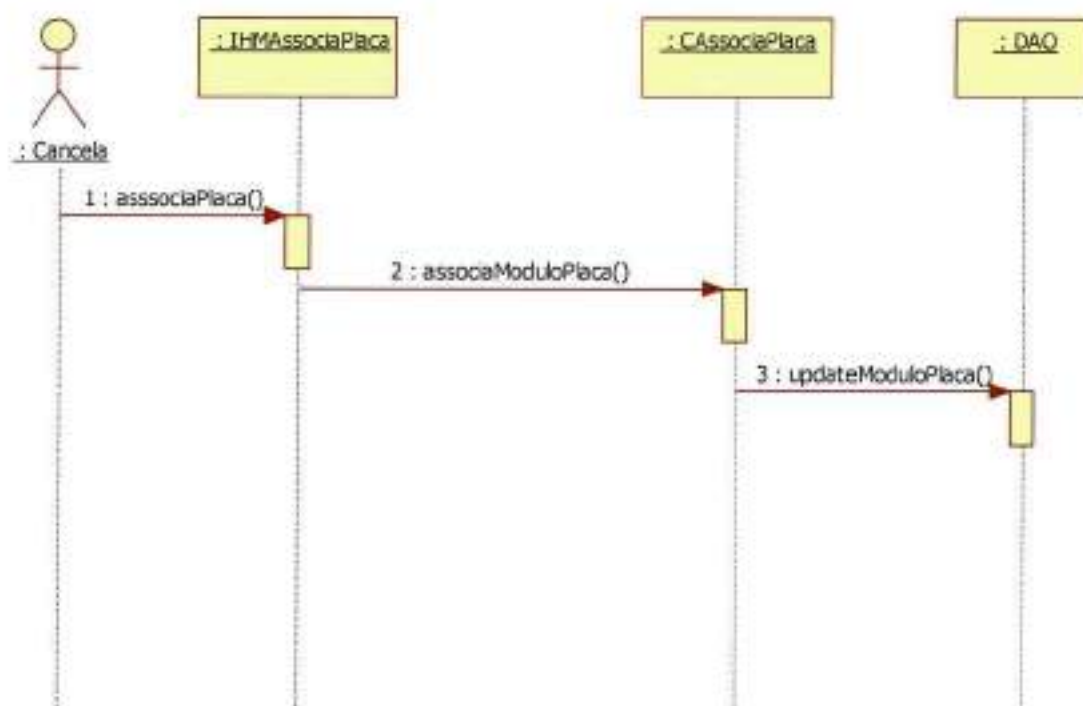 : IHMAssociaPlaca
: CAssociaPlaca
: DAO
: Cancela
1 : asssociaPlaca()
2 : associaModuloPlaca()
3 : updateModuloPlaca()